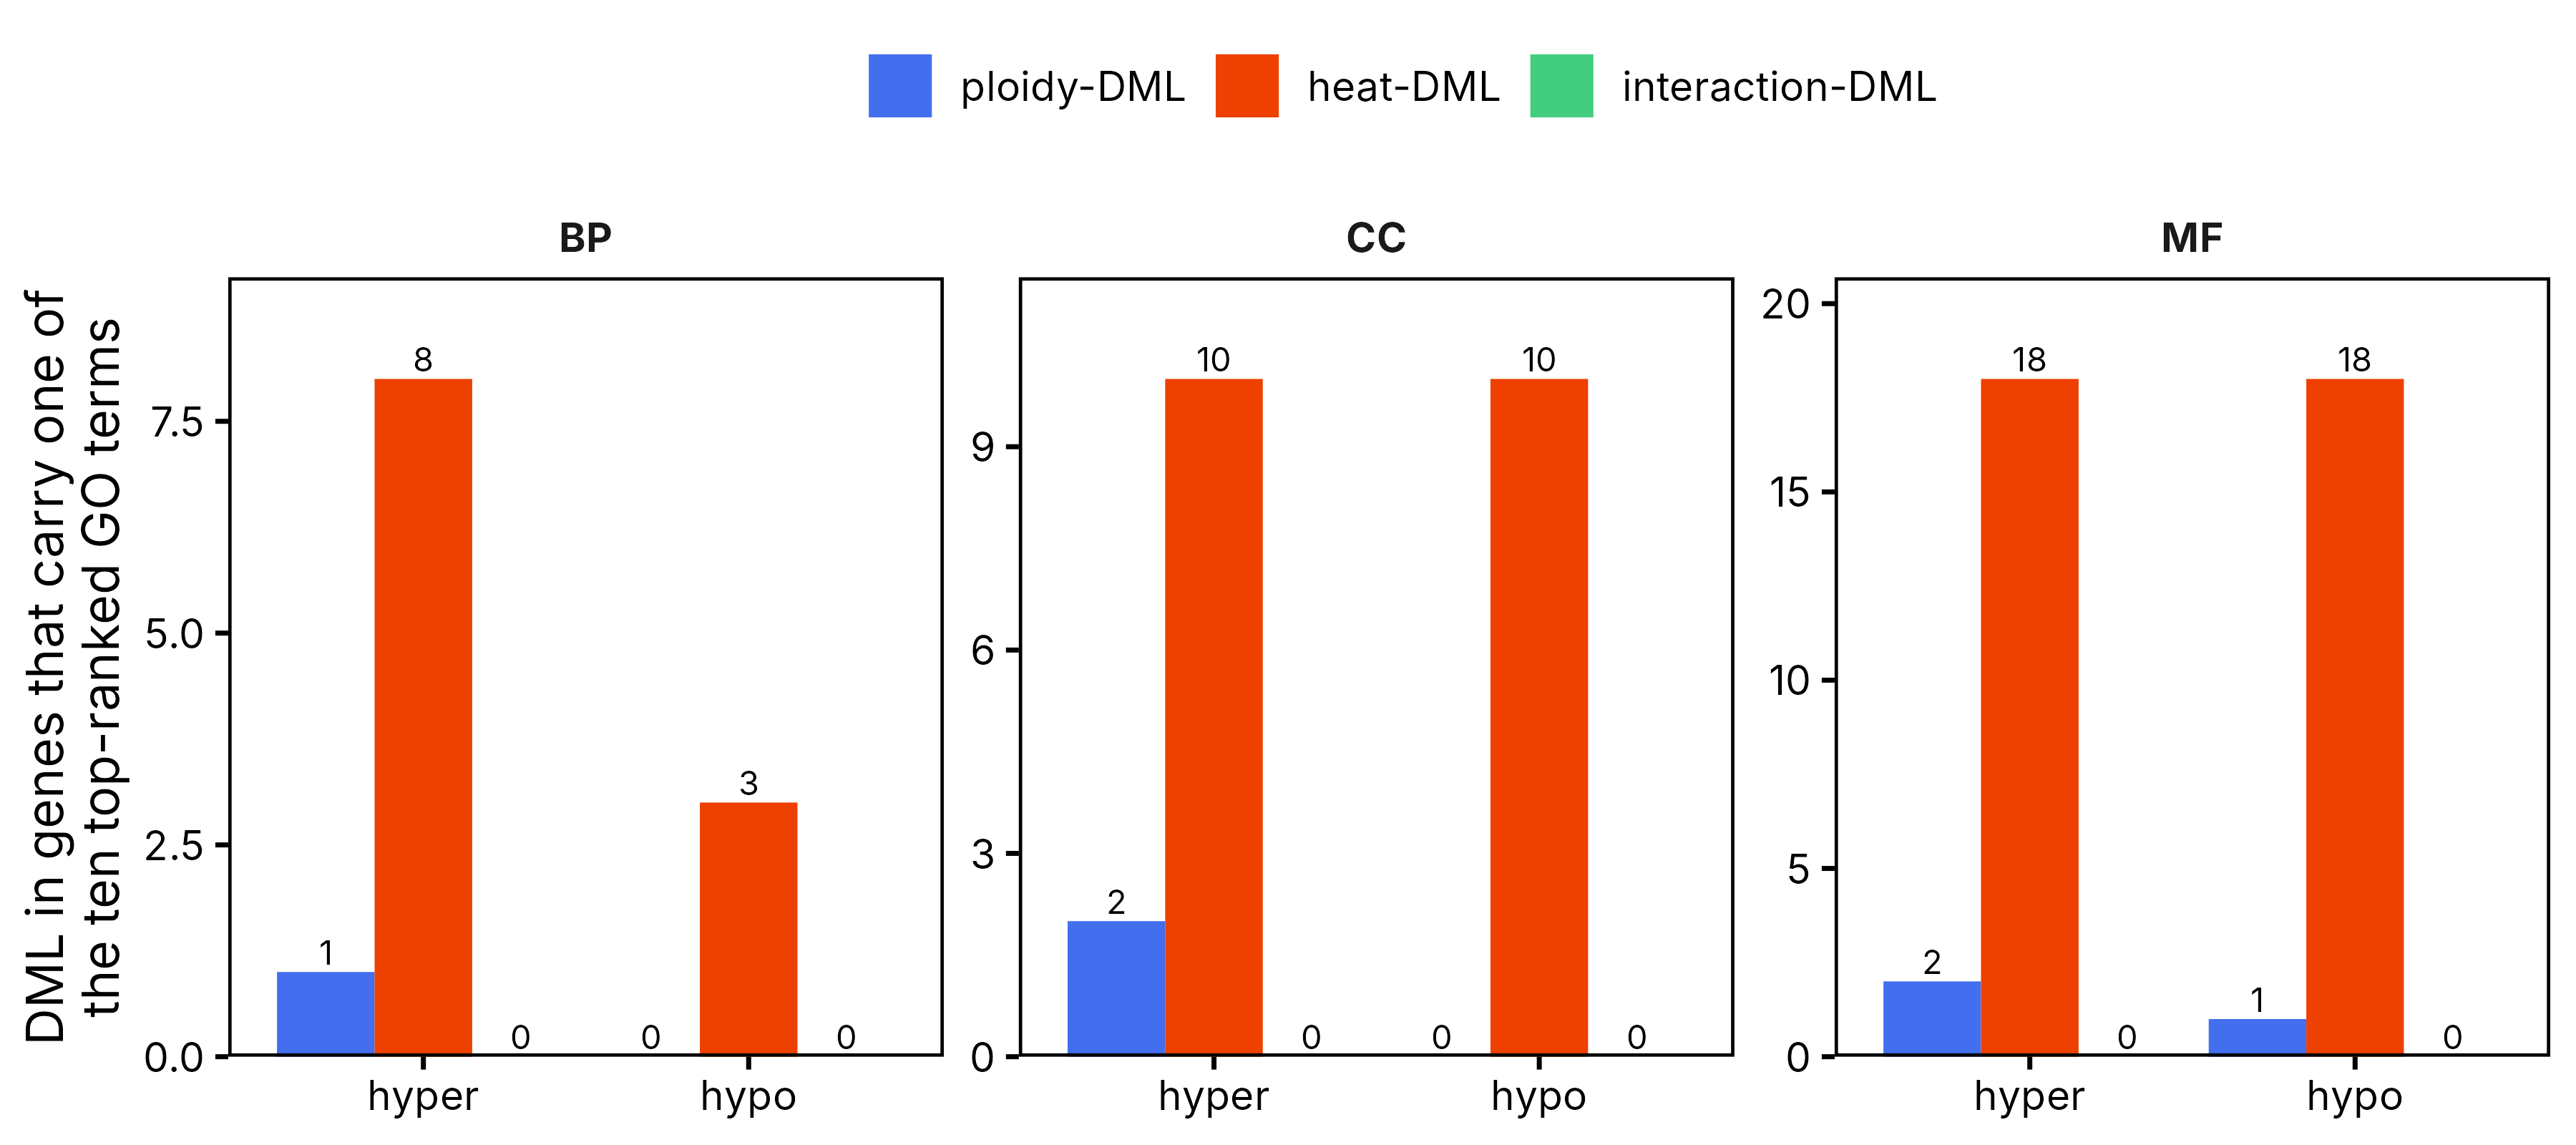 ploidy-DML heat-DML interaction-DML
BP
CC
MF
DML in genes that carry one of
the ten top-ranked GO terms
7.5
5.0
2.5
0.0
1
8
0
0
3
0
hyper
hypo
9
6
3
0
2
10
0
0
10
0
hyper
hypo
20
15
10
5
0
2
18
0
1
18
0
hyper
hypo